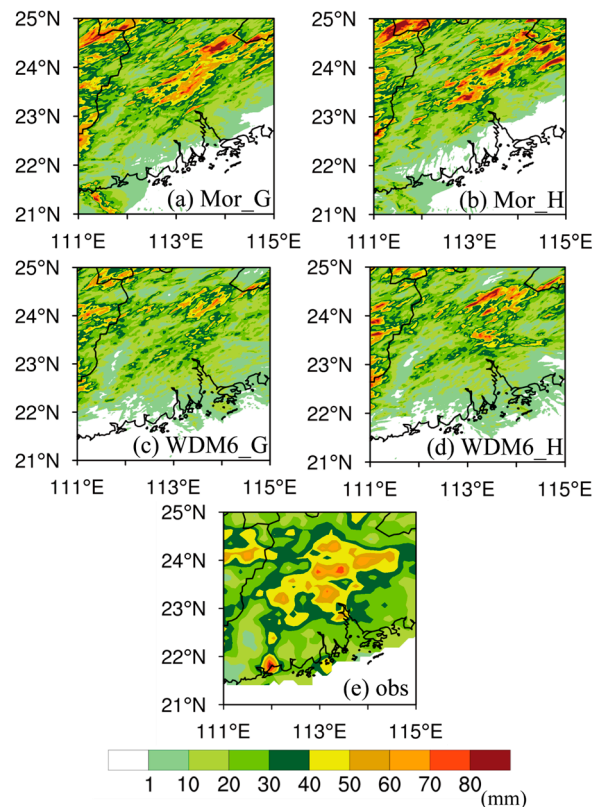 25°N
24°N
23°N
22°N
21°N
111°E 113°E 115°E
(a) Mor_G
25°N
24°N
23°N
22°N
21°N
111°E 113°E 115°E
(b) Mor_H
25°N
24°N
23°N
22°N
21°N
111°E 113°E 115°E
(c) WDM6_G
25°N
24°N
23°N
22°N
21°N
111°E 113°E 115°E
(d) WDM6_H
25°N
24°N
23°N
22°N
21°N
111°E 113°E 115°E
(e) obs
1 10 20 30 40 50 60 70 80 (mm)